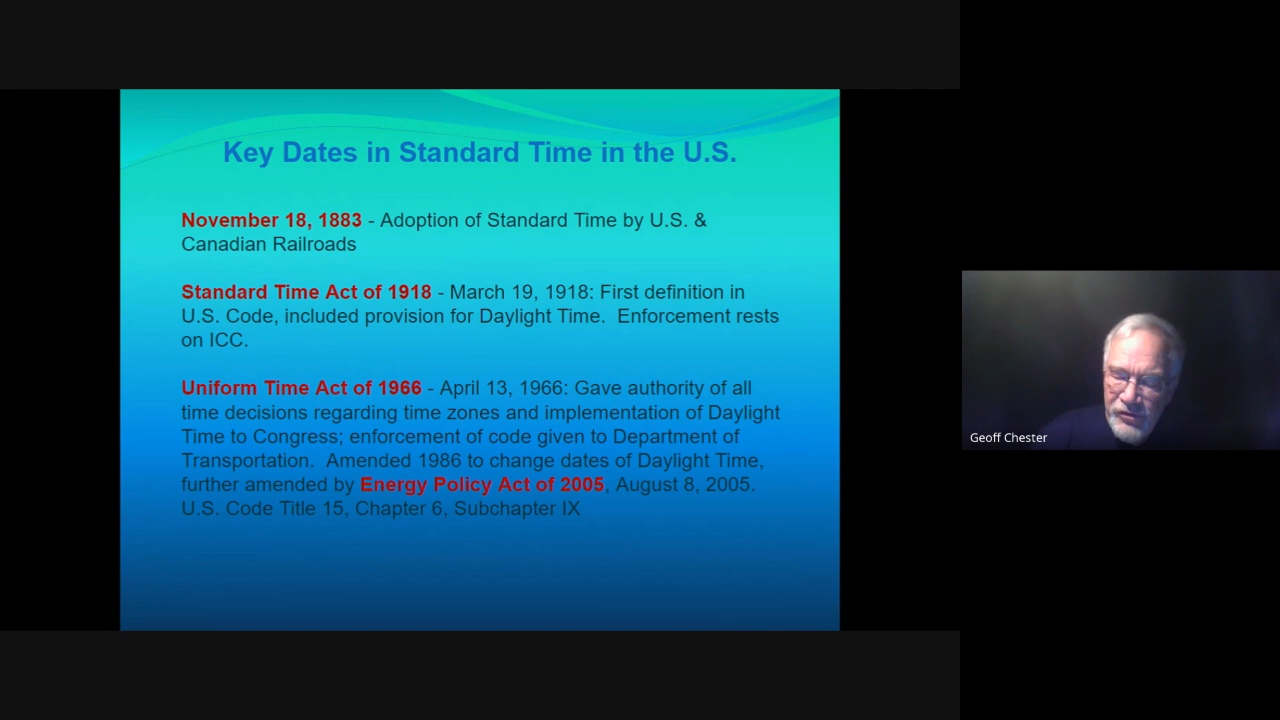 Key Dates in Standard Time in the U.S.
November 18, 1883 - Adoption of Standard Time by U.S. &
Canadian Railroads
Standard Time Act of 1918 - March 19, 1918: First definition in
U.S. Code, included provision for Daylight Time.  Enforcement rests
on ICC.
Uniform Time Act of 1966 - April 13, 1966: Gave authority of all
time decisions regarding time zones and implementation of Daylight
Time to Congress; enforcement of code given to Department of
Transportation.  Amended 1986 to change dates of Daylight Time,
further amended by Energy Policy Act of 2005, August 8, 2005.
U.S. Code Title 15, Chapter 6, Subchapter IX
Geoff Chester